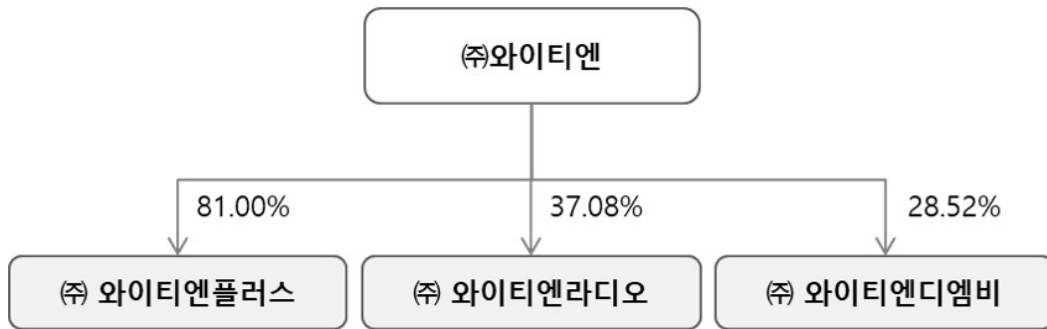 ㈜와이티엔
81.00%
37.08%
28.52%
㈜ 와이티엔플러스
㈜ 와이티엔라디오
㈜ 와이티엔디엠비